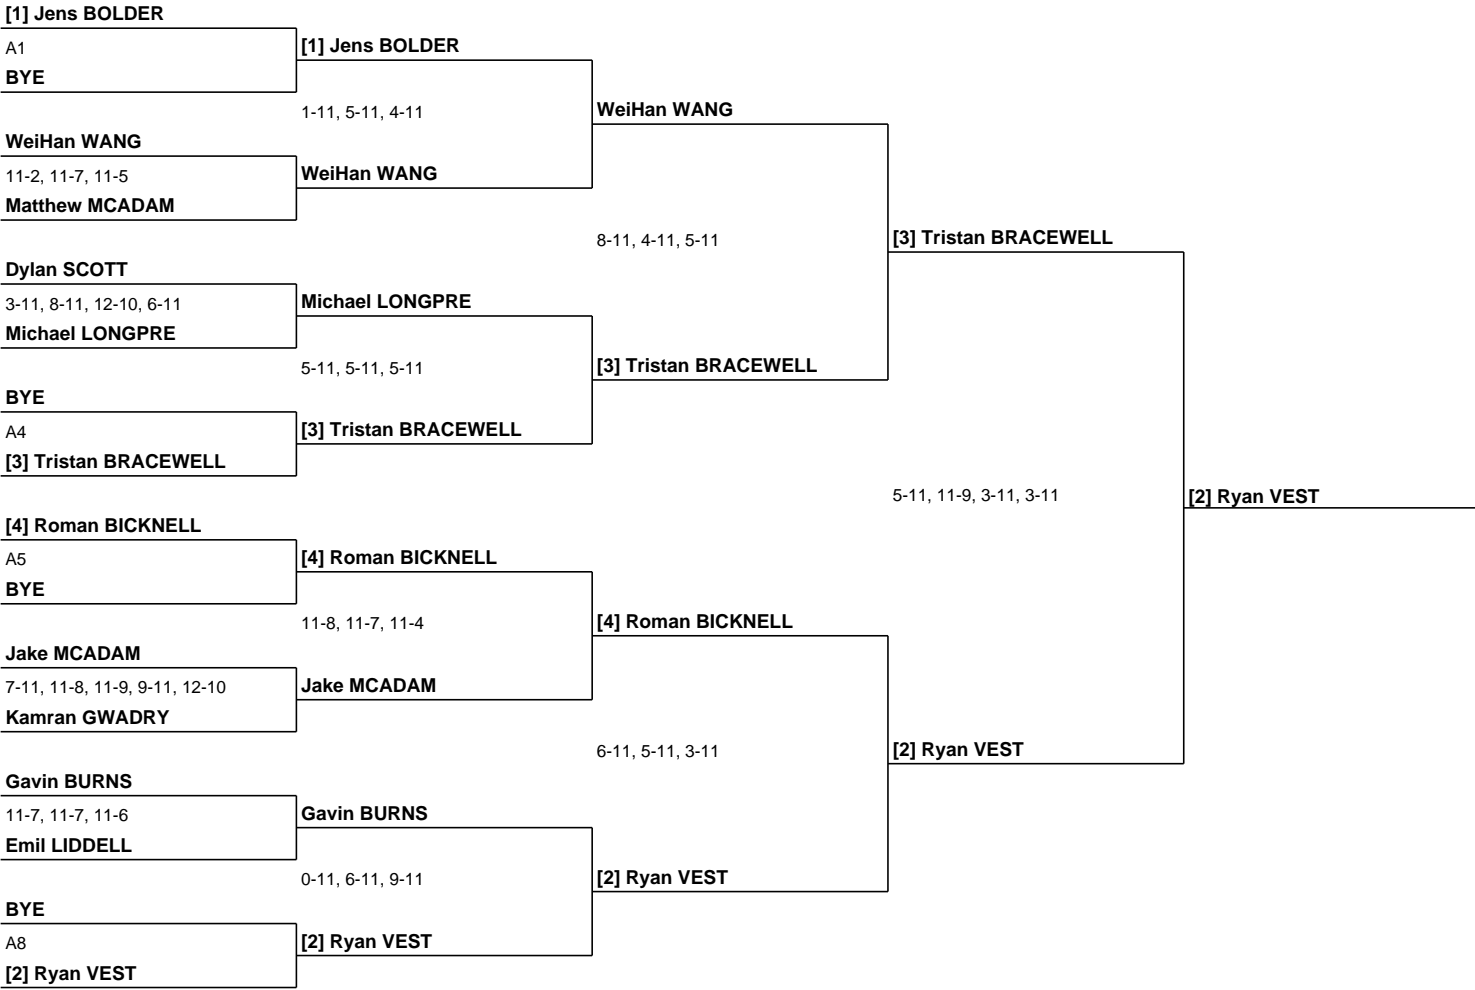 [1] Jens BOLDER
A1
BYE
WeiHan WANG
11-2, 11-7, 11-5
Matthew MCADAM
Dylan SCOTT
3-11, 8-11, 12-10, 6-11
Michael LONGPRE
BYE
A4
[3] Tristan BRACEWELL
[4] Roman BICKNELL
A5
BYE
Jake MCADAM
7-11, 11-8, 11-9, 9-11, 12-10
Kamran GWADRY
Gavin BURNS
11-7, 11-7, 11-6
Emil LIDDELL
BYE
A8
[2] Ryan VEST
[1] Jens BOLDER
1-11, 5-11, 4-11
WeiHan WANG
Michael LONGPRE
5-11, 5-11, 5-11
[3] Tristan BRACEWELL
[4] Roman BICKNELL
11-8, 11-7, 11-4
Jake MCADAM
Gavin BURNS
0-11, 6-11, 9-11
[2] Ryan VEST
WeiHan WANG
8-11, 4-11, 5-11
[3] Tristan BRACEWELL
[4] Roman BICKNELL
6-11, 5-11, 3-11
[2] Ryan VEST
[3] Tristan BRACEWELL
5-11, 11-9, 3-11, 3-11
[2] Ryan VEST
[2] Ryan VEST